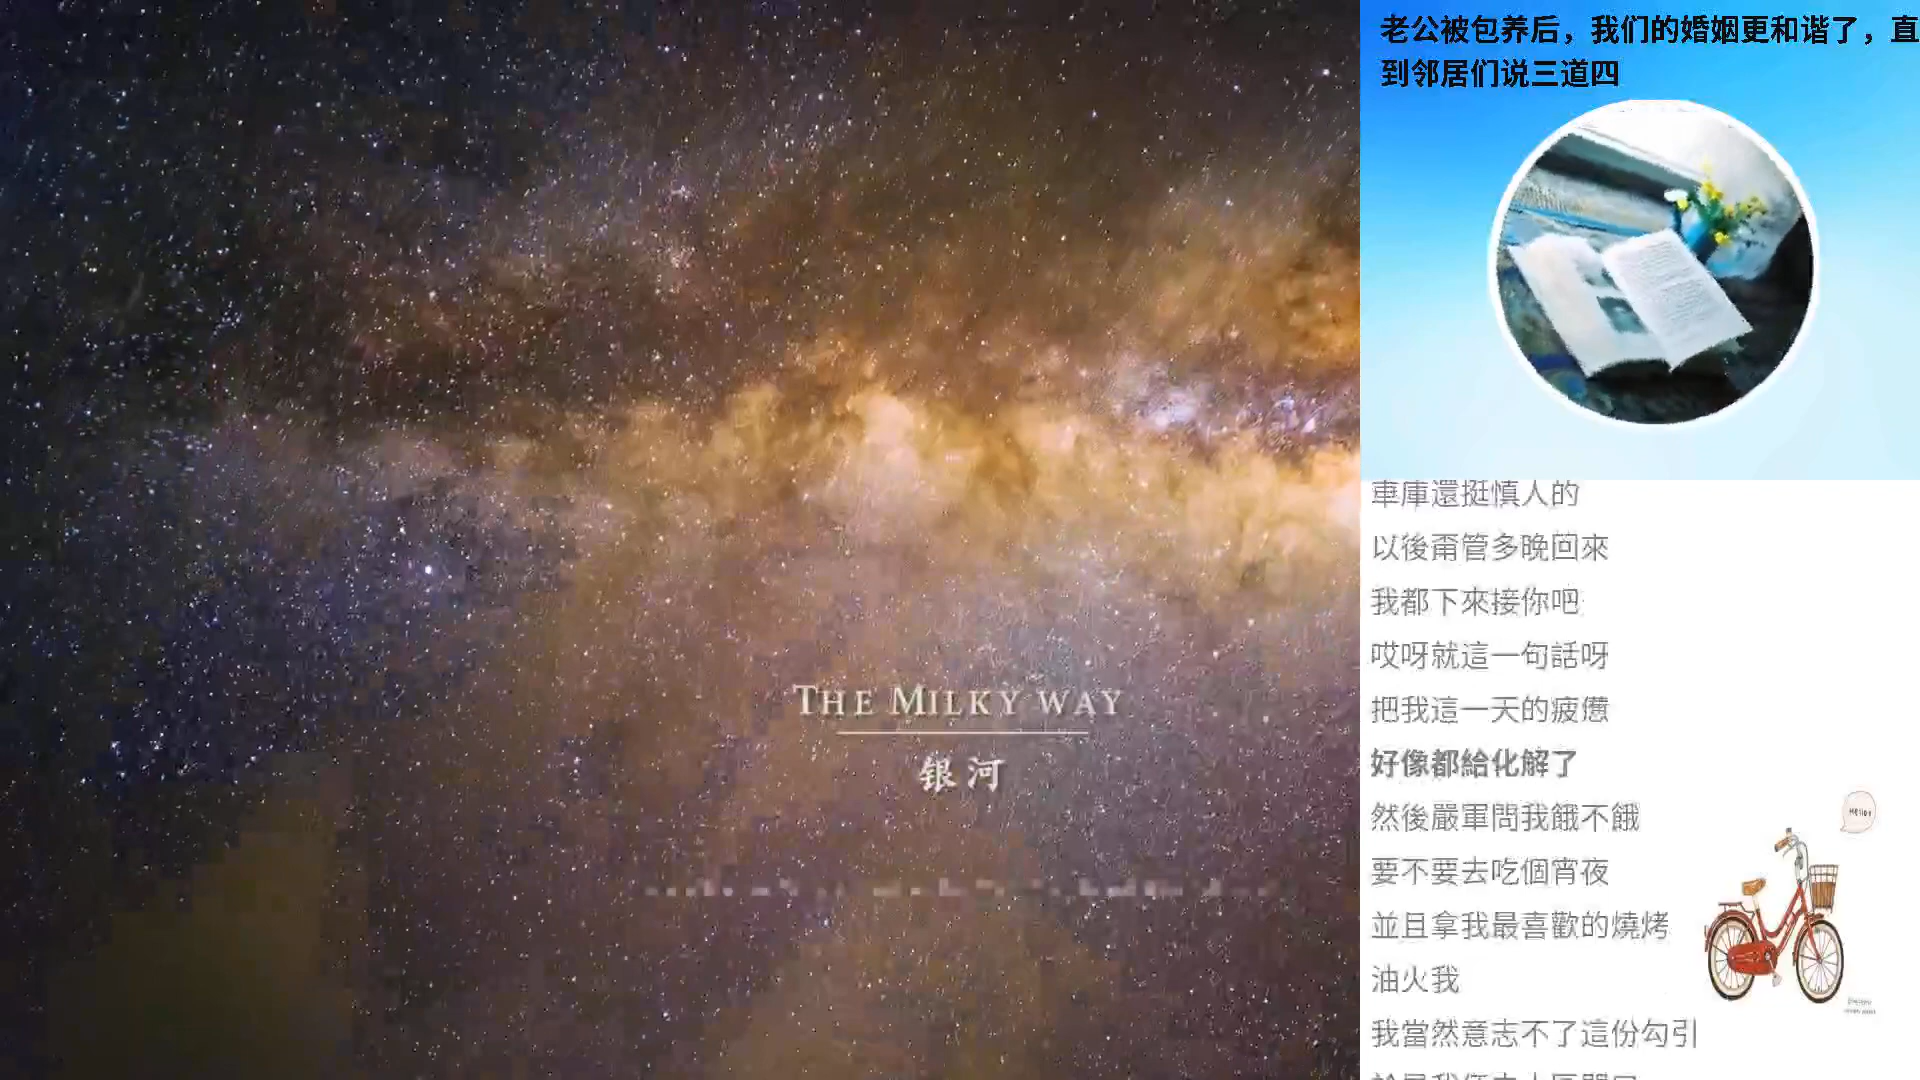 老公被包养后，我们的婚姻更和谐了，直
到邻居们说三道四
THE MILKY WAY
银河
車庫還挺慎人的
以後甭管多晚回來
我都下來接你吧
哎呀就這一句話呀
把我這一天的疲憊
好像都給化解了
然後嚴軍問我餓不餓
要不要去吃個宵夜
並且拿我最喜歡的燒烤
油火我
我當然意志不了這份勾引
Hello!